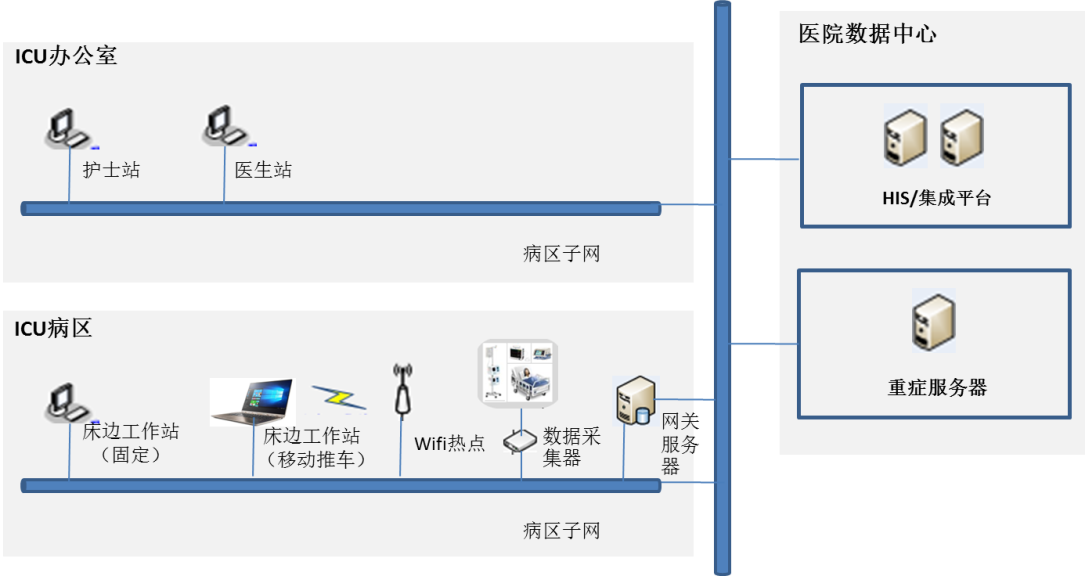 医院数据中心
ICU办公室
护士站
医生站
HIS/集成平台
病区子网
ICU病区
重症服务器
床边工作站
（固定）
床边工作站
（移动推车）
Wifi热点
数据采
集器
网关
服务
器
病区子网